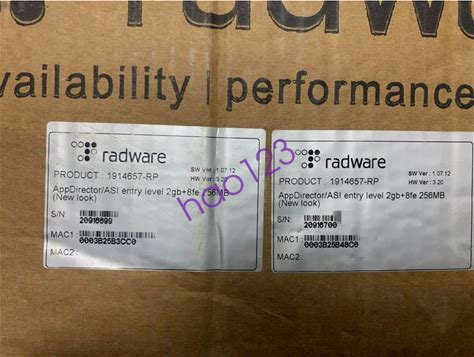 radware
availability | performance
radware
PRODUCT : 1914657-RP
SW Ver : 1.07.12
HW Ver : 3.20
AppDirector/ASI entry level 2gb+8fe 256MB
(New look)
S/N:
20916699
MAC1:
0003B25B3CC0
MAC2 :
radware
PRODUCT : 1914657-RP
SW Ver : 1.07.12
HW Ver : 3.20
AppDirector/ASI entry level 2gb+8fe 256MB
(New look)
S/N:
20916700
MAC1:
0003B25B48C0
MAC2 :
hao123